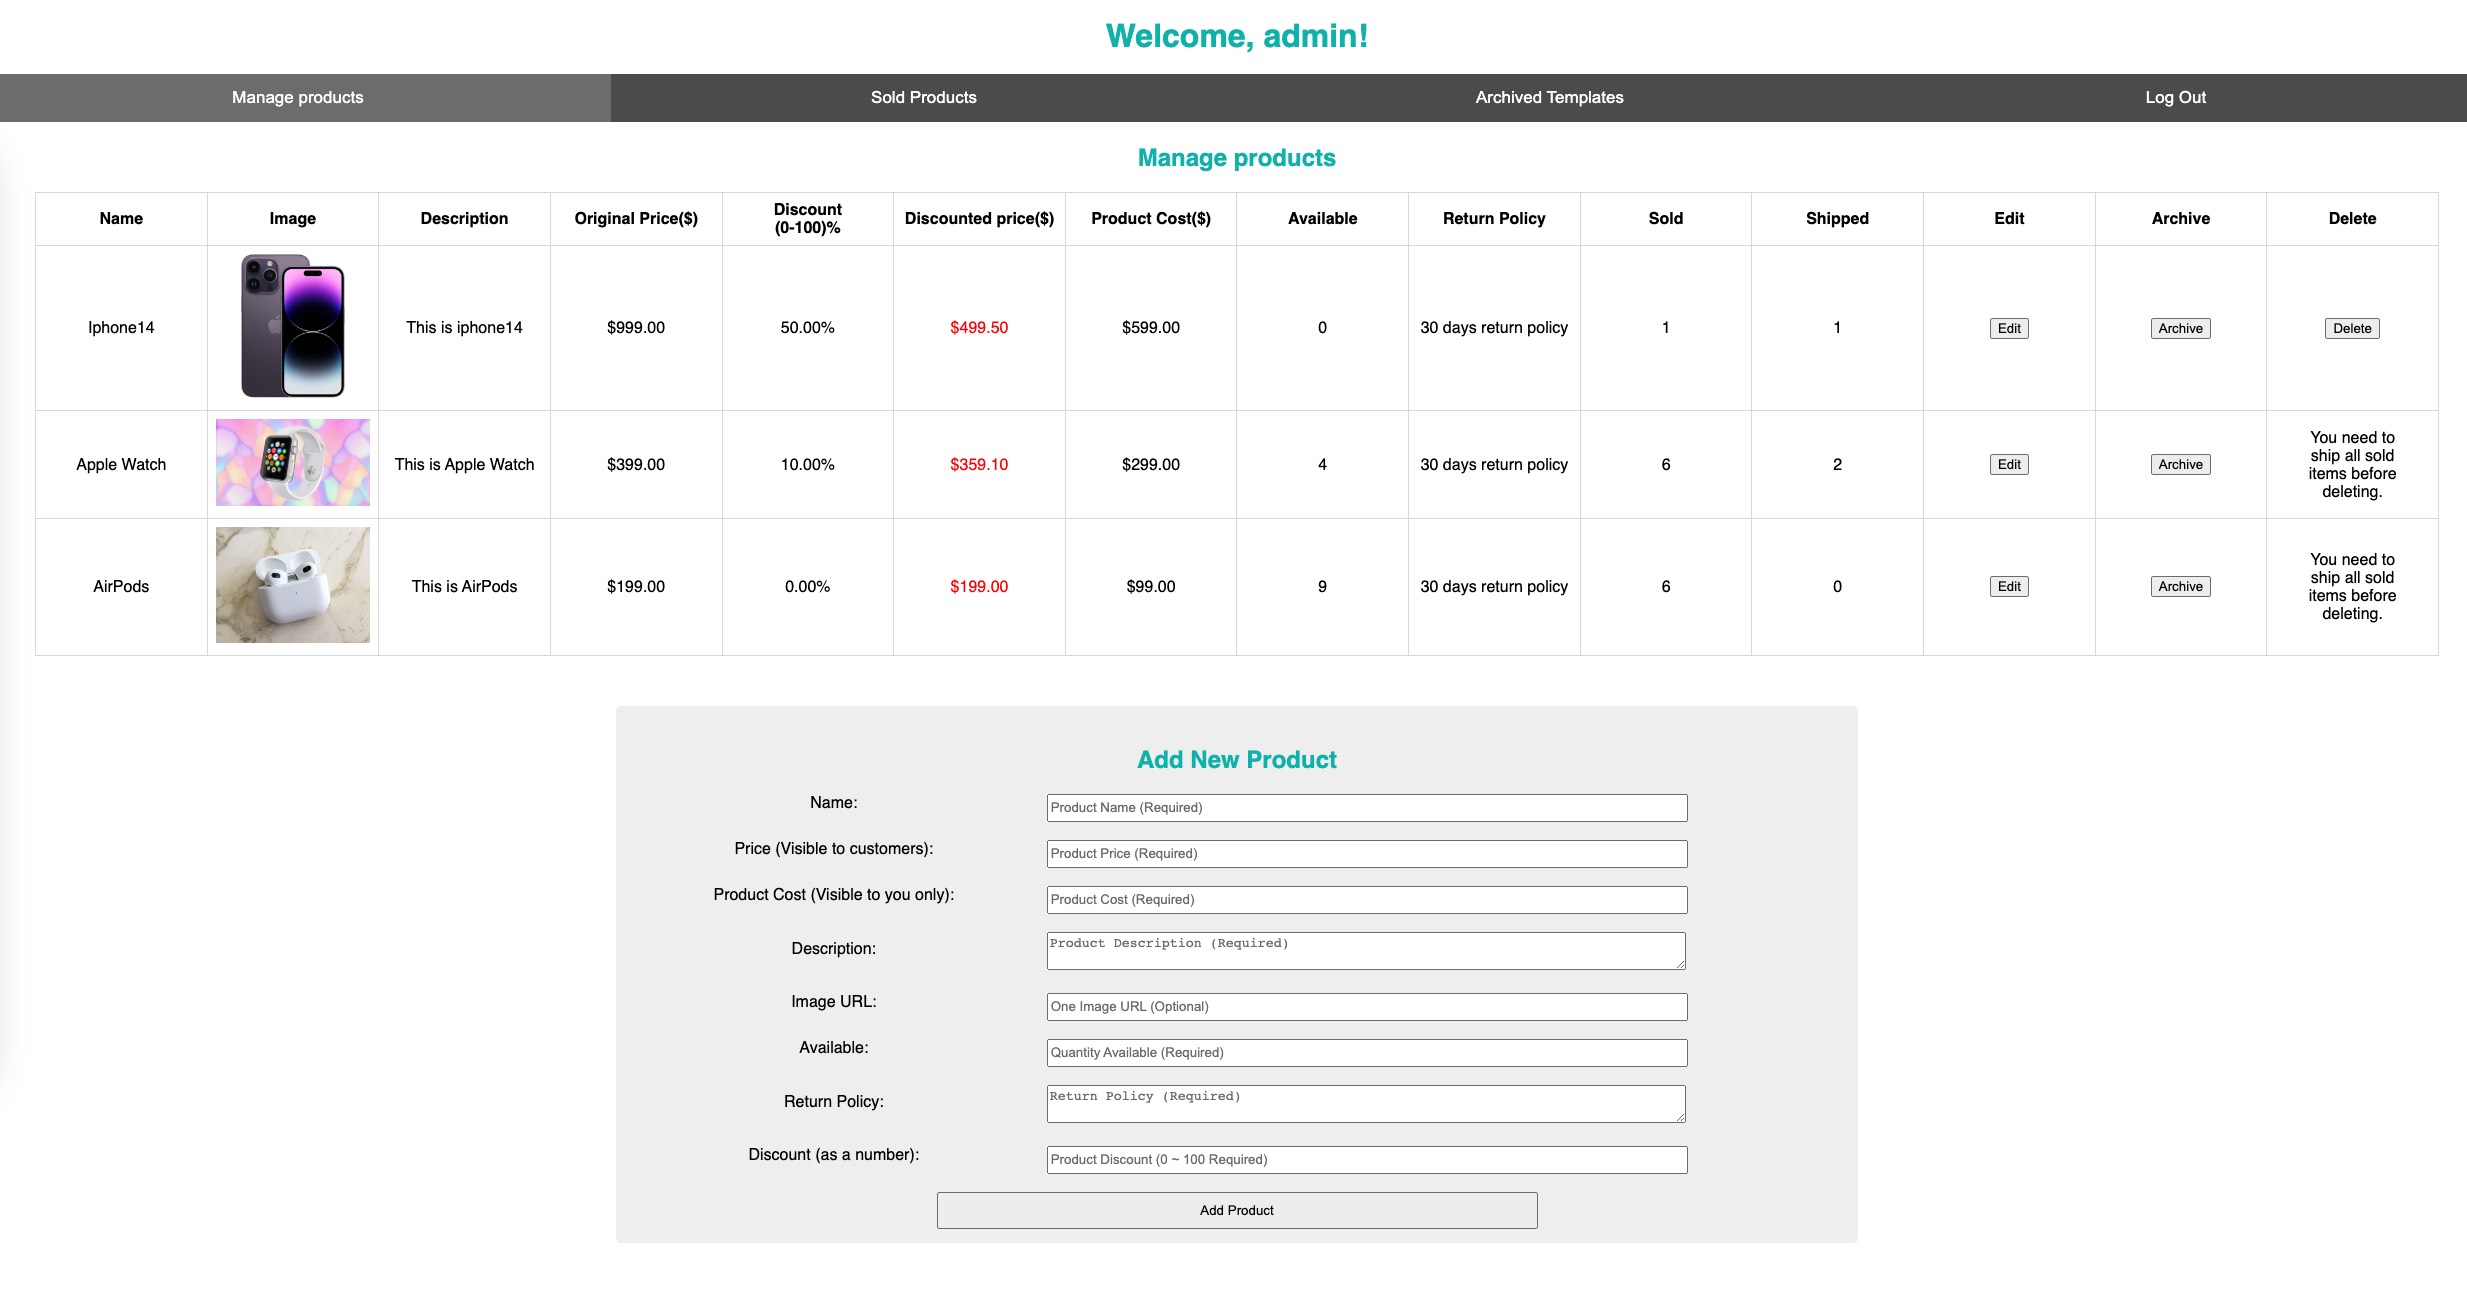 Welcome, admin!
Manage products Sold Products Archived Templates Log Out
Manage products
Name Image Description Original Price($) Discount (0-100)% Discounted price($) Product Cost($) Available Return Policy Sold Shipped Edit Archive Delete
Iphone14 This is iphone14 $999.00 50.00% $499.50 $599.00 0 30 days return policy 1 1 Edit Archive Delete
Apple Watch This is Apple Watch $399.00 10.00% $359.10 $299.00 4 30 days return policy 6 2 Edit Archive You need to ship all sold items before deleting.
AirPods This is AirPods $199.00 0.00% $199.00 $99.00 9 30 days return policy 6 0 Edit Archive You need to ship all sold items before deleting.
Add New Product
Name: Product Name (Required)
Price (Visible to customers): Product Price (Required)
Product Cost (Visible to you only): Product Cost (Required)
Description: Product Description (Required)
Image URL: One Image URL (Optional)
Available: Quantity Available (Required)
Return Policy: Return Policy (Required)
Discount (as a number): Product Discount (0 ~ 100 Required)
Add Product